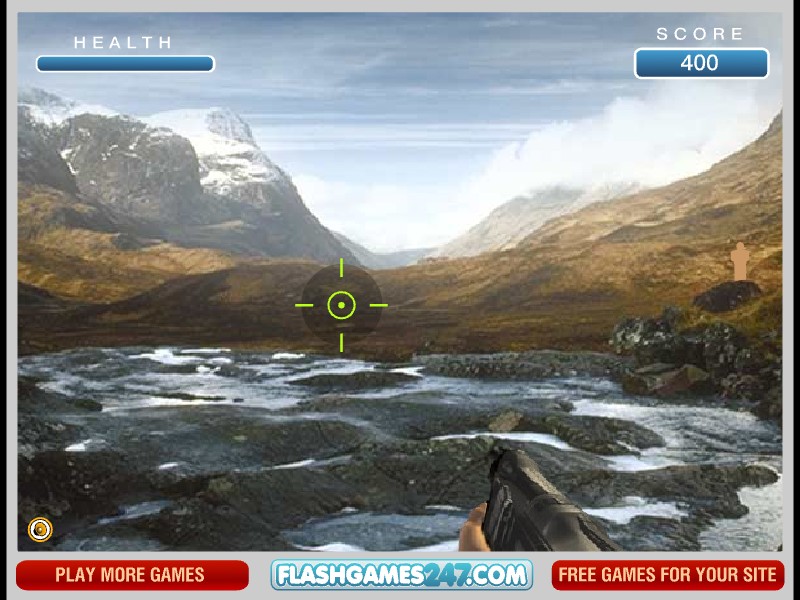 HEALTH
SCORE
400
PLAY MORE GAMES
FLASHGAMES247.COM
FREE GAMES FOR YOUR SITE